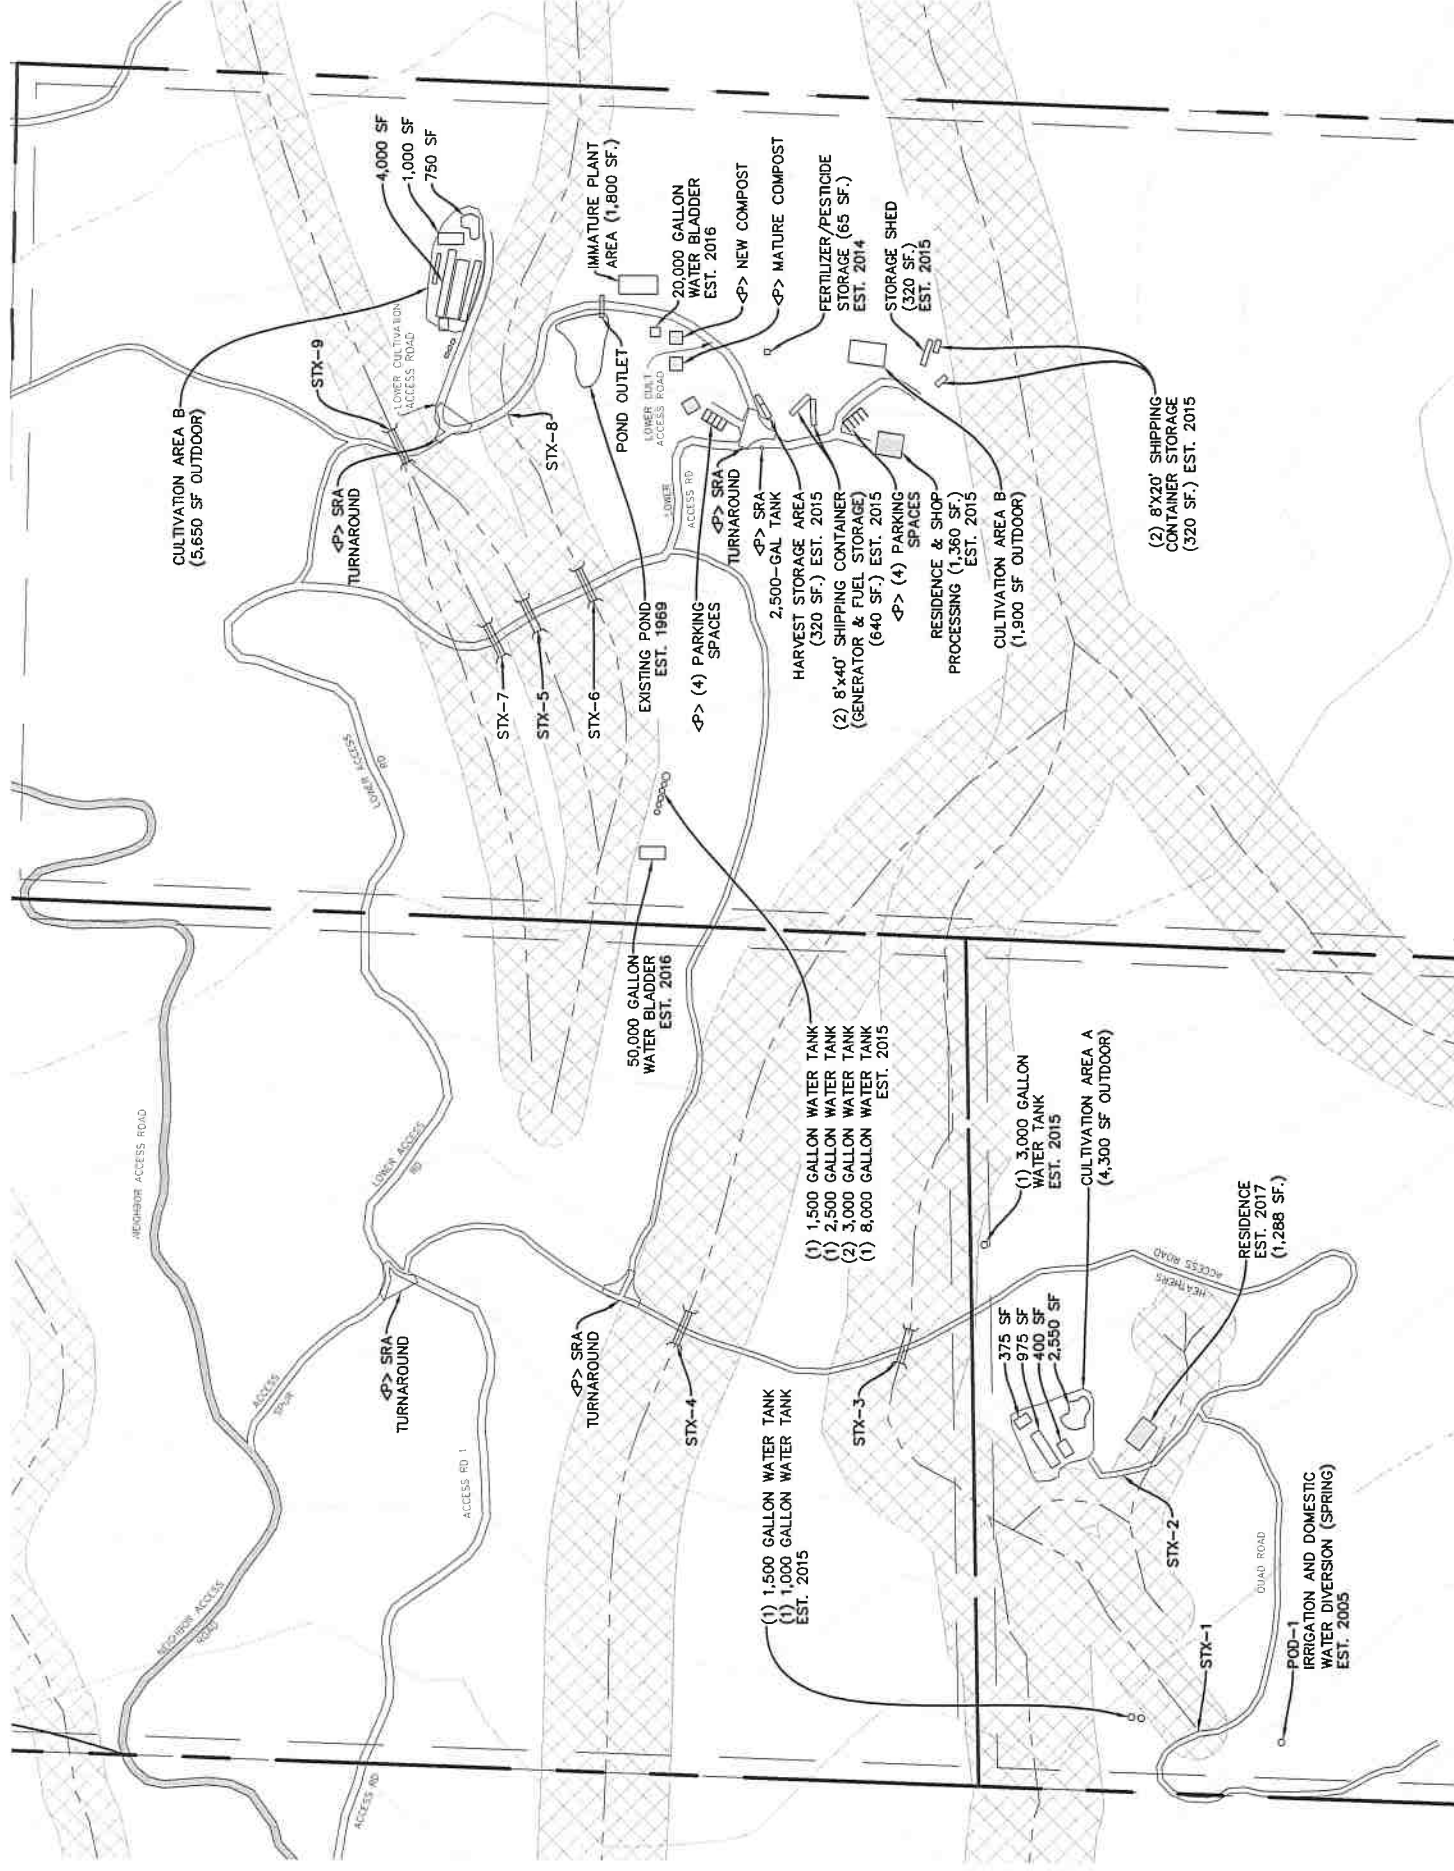 CULTIVATION AREA B
(5,650 SF OUTDOOR)
4,000 SF
1,000 SF
750 SF
STX-9
<P> SRA
TURNAROUND
LOWER CULTIVATION
ACCESS ROAD
STX-8
IMMATURE PLANT
AREA (1,800 SF.)
POND OUTLET
20,000 GALLON
WATER BLADDER
EST. 2016
LOWER CULT
ACCESS ROAD
<P> NEW COMPOST
<P> MATURE COMPOST
FERTILIZER/PESTICIDE
STORAGE (65 SF.)
EST. 2014
STORAGE SHED
(320 SF.)
EST. 2015
STX-7
STX-5
STX-6
EXISTING POND
EST. 1969
<P> (4) PARKING
SPACES
LOWER
ACCESS RD
<P> SRA
TURNAROUND
<P> SRA
2,500-GAL TANK
HARVEST STORAGE AREA
(320 SF.) EST. 2015
(2) 8'x40' SHIPPING CONTAINER
(GENERATOR & FUEL STORAGE)
(640 SF.) EST. 2015
<P> (4) PARKING
SPACES
RESIDENCE & SHOP
PROCESSING (1,360 SF.)
EST. 2015
CULTIVATION AREA B
(1,900 SF OUTDOOR)
(2) 8'X20' SHIPPING
CONTAINER STORAGE
(320 SF.) EST. 2015
LOWER ACCESS
RD
50,000 GALLON
WATER BLADDER
EST. 2016
(1) 1,500 GALLON WATER TANK
(1) 2,500 GALLON WATER TANK
(2) 3,000 GALLON WATER TANK
(1) 8,000 GALLON WATER TANK
EST. 2015
NEIGHBOR ACCESS ROAD
LOWER ACCESS
RD
(1) 3,000 GALLON
WATER TANK
EST. 2015
CULTIVATION AREA A
(4,300 SF OUTDOOR)
RESIDENCE
EST. 2017
(1,288 SF.)
HEATHERS
ACCESS ROAD
375 SF
975 SF
400 SF
2,550 SF
ACCESS
SPUR
<P> SRA
TURNAROUND
<P> SRA
TURNAROUND
STX-4
STX-3
ACCESS RD 1
(1) 1,500 GALLON WATER TANK
(1) 1,000 GALLON WATER TANK
EST. 2015
STX-2
QUAD ROAD
NEIGHBOR ACCESS
ROAD
STX-1
POD-1
IRRIGATION AND DOMESTIC
WATER DIVERSION (SPRING)
EST. 2005
ACCESS RD